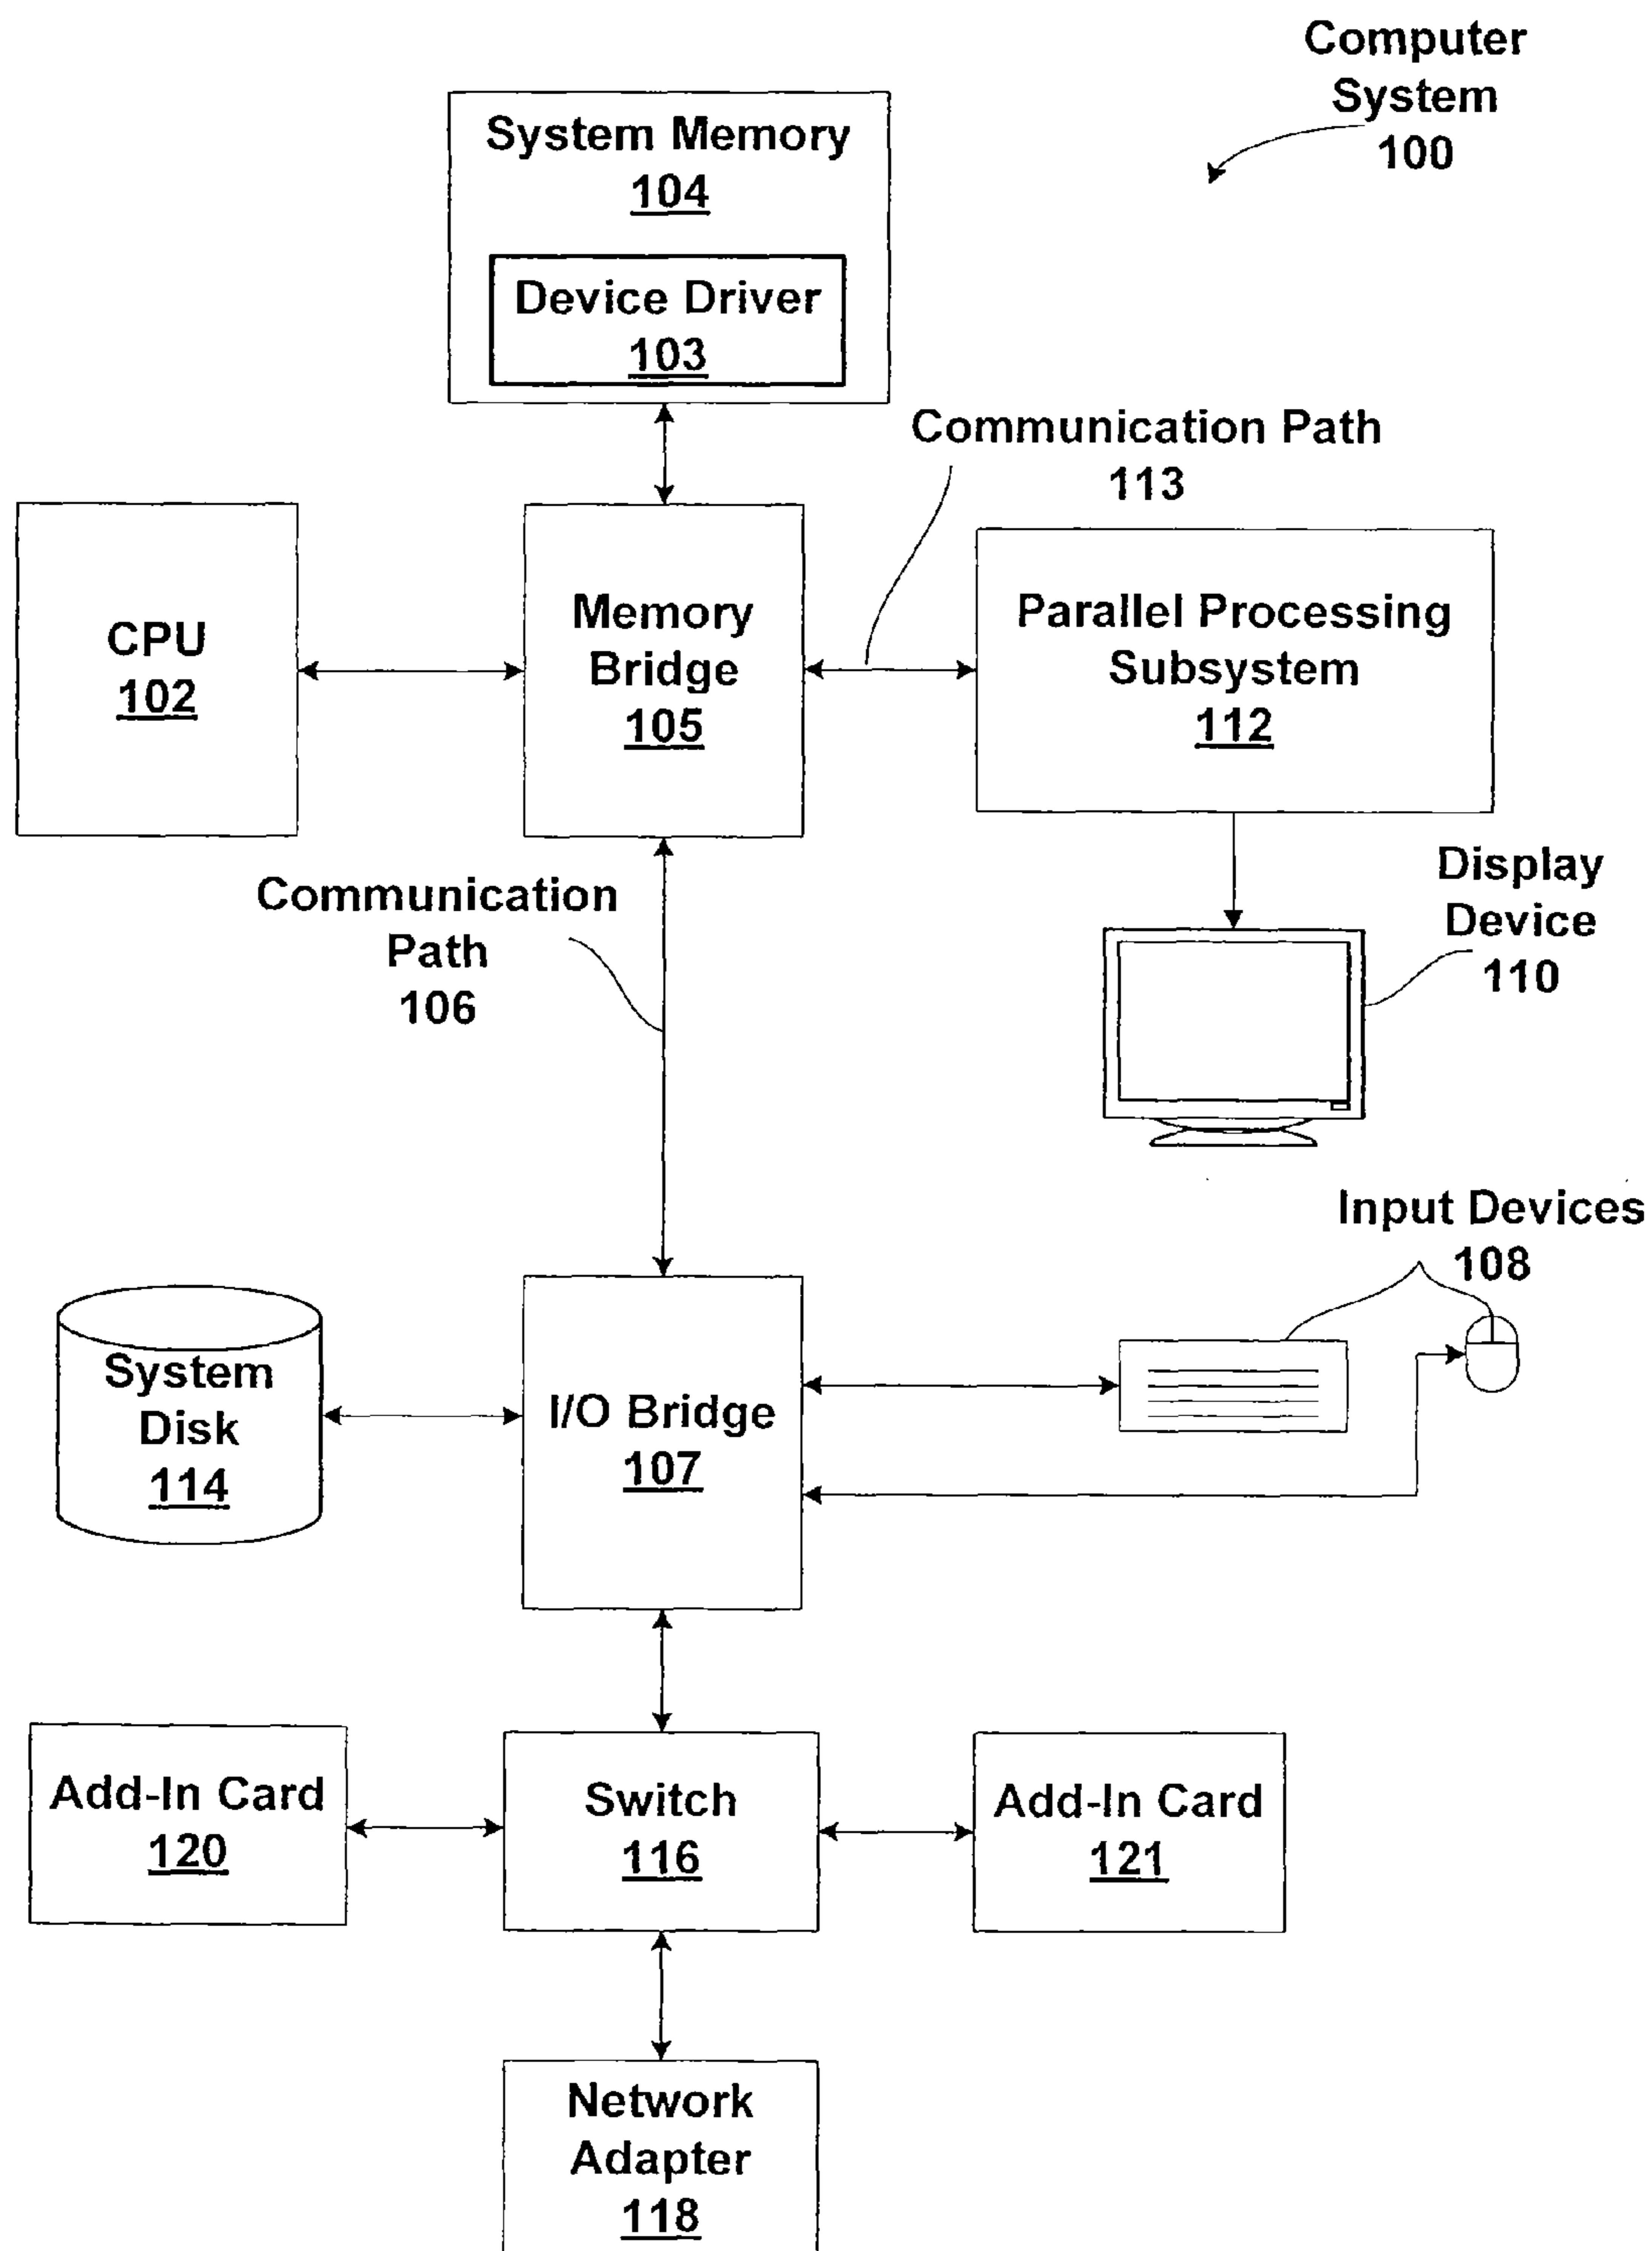 Computer
System
100
System Memory
104
Device Driver
103
Communication Path
113
CPU
102
Memory
Bridge
105
Parallel Processing
Subsystem
112
Communication
Path
106
Display
Device
110
Input Devices
108
System
Disk
114
I/O Bridge
107
Add-In Card
120
Switch
116
Add-In Card
121
Network
Adapter
118